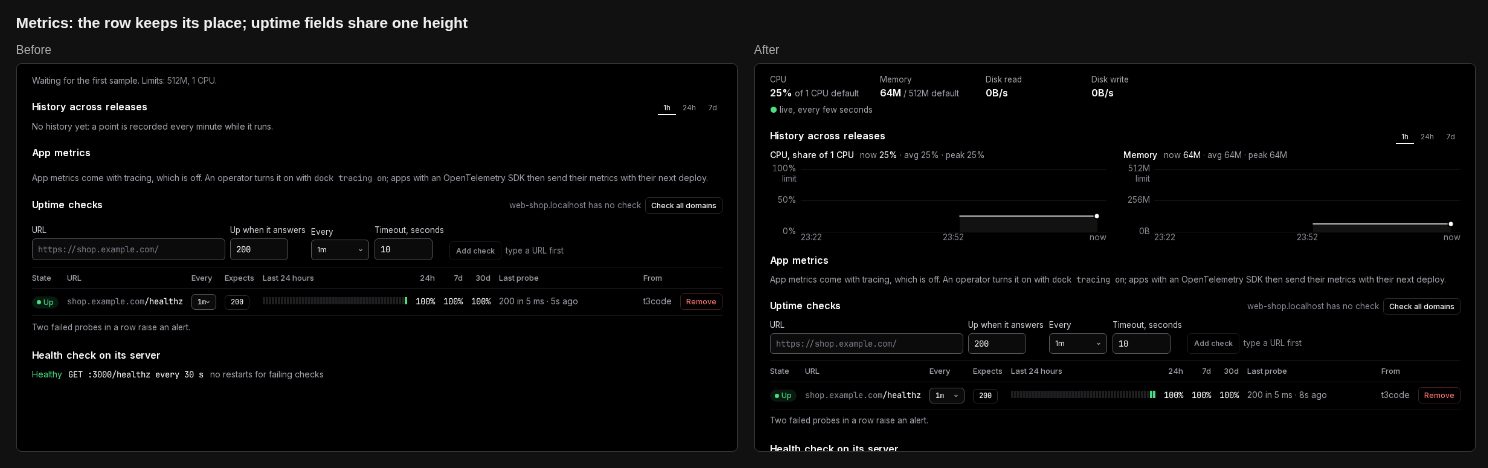 Metrics: the row keeps its place; uptime fields share one height
Before
Waiting for the first sample. Limits: 512M, 1 CPU.
History across releases
1h 24h 7d
No history yet: a point is recorded every minute while it runs.
App metrics
App metrics come with tracing, which is off. An operator turns it on with dock tracing on; apps with an OpenTelemetry SDK then send their metrics with their next deploy.
Uptime checks
web-shop.localhost has no check Check all domains
URL Up when it answers Every Timeout, seconds
https://shop.example.com/ 200 1m 10 Add check type a URL first
State URL Every Expects Last 24 hours 24h 7d 30d Last probe From
Up shop.example.com/healthz 1m 200 100% 100% 100% 200 in 5 ms · 5s ago t3code Remove
Two failed probes in a row raise an alert.
Health check on its server
Healthy GET :3000/healthz every 30 s no restarts for failing checks
After
CPU Memory Disk read Disk write
25% of 1 CPU default 64M / 512M default 0B/s 0B/s
live, every few seconds
History across releases
1h 24h 7d
CPU, share of 1 CPU now 25% · avg 25% · peak 25%
100%
limit
50%
0%
23:22 23:52 now
Memory now 64M · avg 64M · peak 64M
512M
limit
256M
0B
23:22 23:52 now
App metrics
App metrics come with tracing, which is off. An operator turns it on with dock tracing on; apps with an OpenTelemetry SDK then send their metrics with their next deploy.
Uptime checks
web-shop.localhost has no check Check all domains
URL Up when it answers Every Timeout, seconds
https://shop.example.com/ 200 1m 10 Add check type a URL first
State URL Every Expects Last 24 hours 24h 7d 30d Last probe From
Up shop.example.com/healthz 1m 200 100% 100% 100% 200 in 5 ms · 8s ago t3code Remove
Two failed probes in a row raise an alert.
Health check on its server